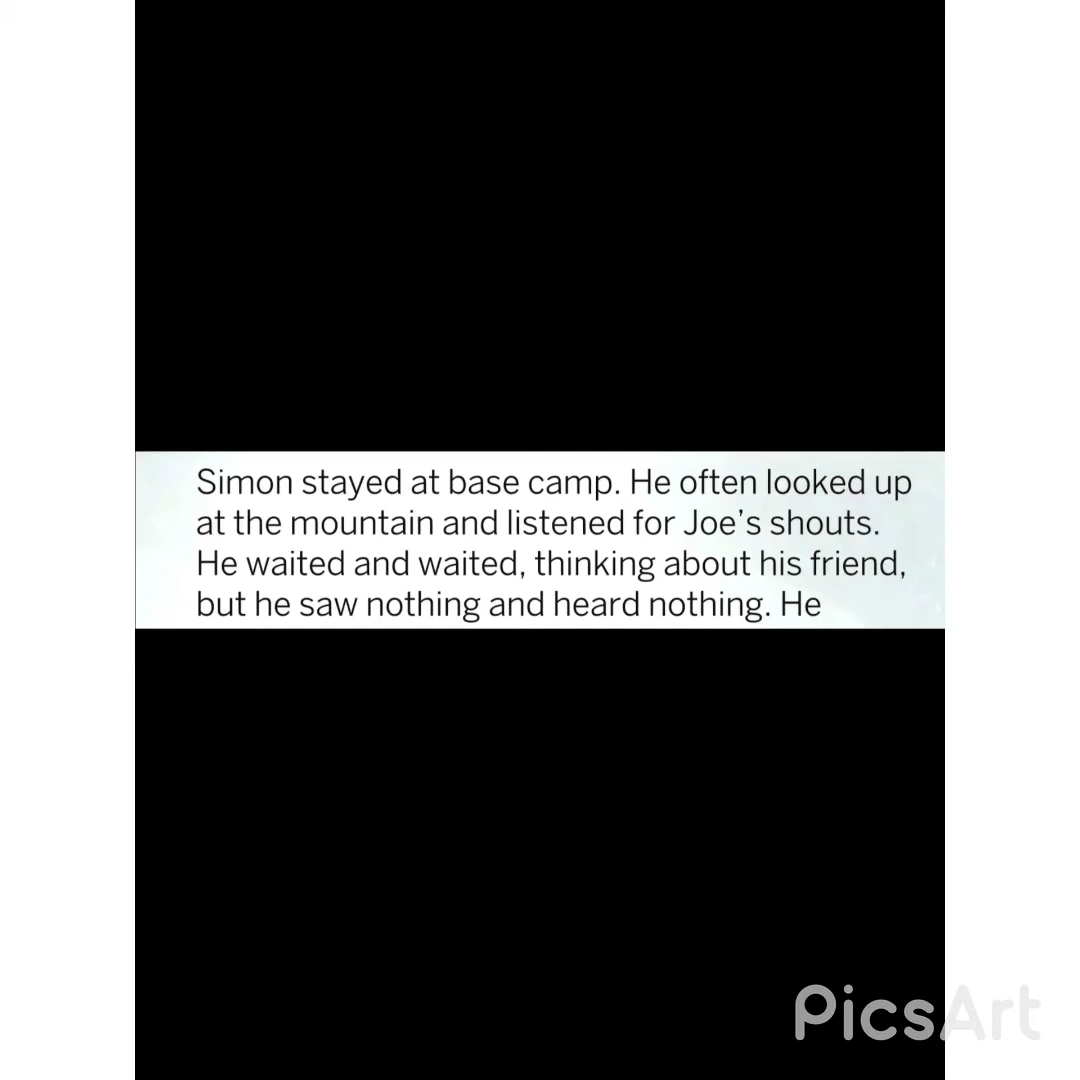 Simon stayed at base camp. He often looked up
at the mountain and listened for Joe’s shouts.
He waited and waited, thinking about his friend,
but he saw nothing and heard nothing. He
PicsArt